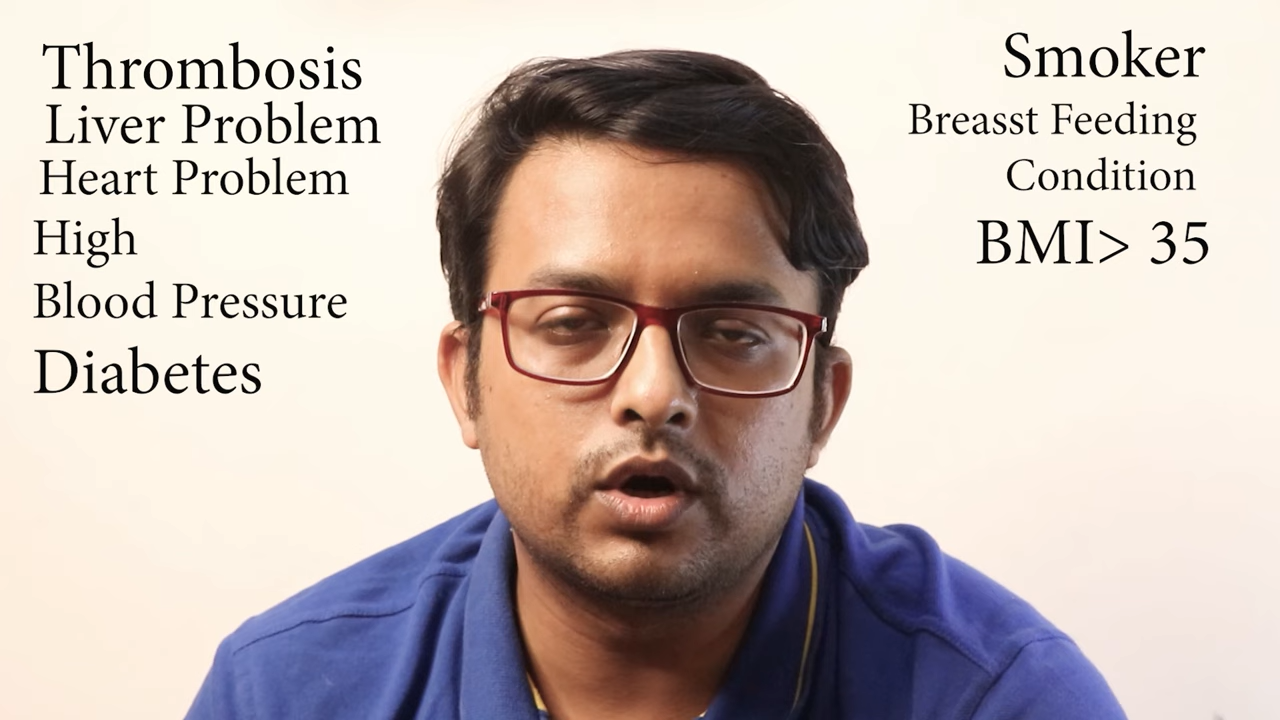 Thrombosis
Liver Problem
Heart Problem
High
Blood Pressure
Diabetes
Smoker
Breasst Feeding
Condition
BMI> 35